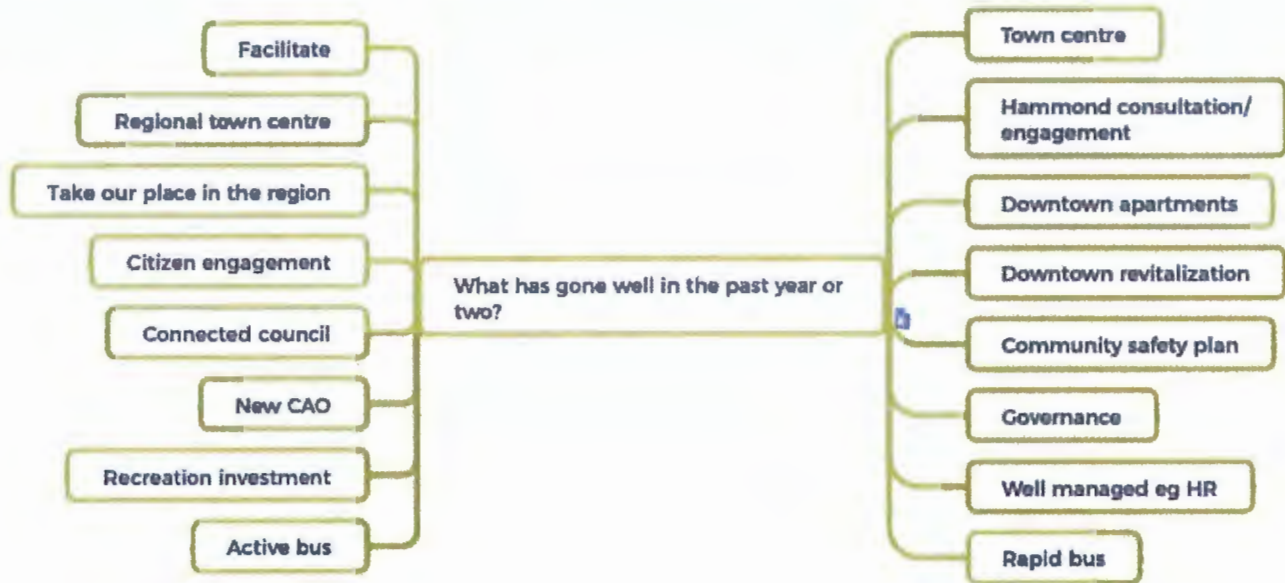 Facilitate
Regional town centre
Take our place in the region
Citizen engagement
Connected council
New CAO
Recreation investment
Active bus
What has gone well in the past year or
two?
Town centre
Hammond consultation/
engagement
Downtown apartments
Downtown revitalization
Community safety plan
Governance
Well managed eg HR
Rapid bus